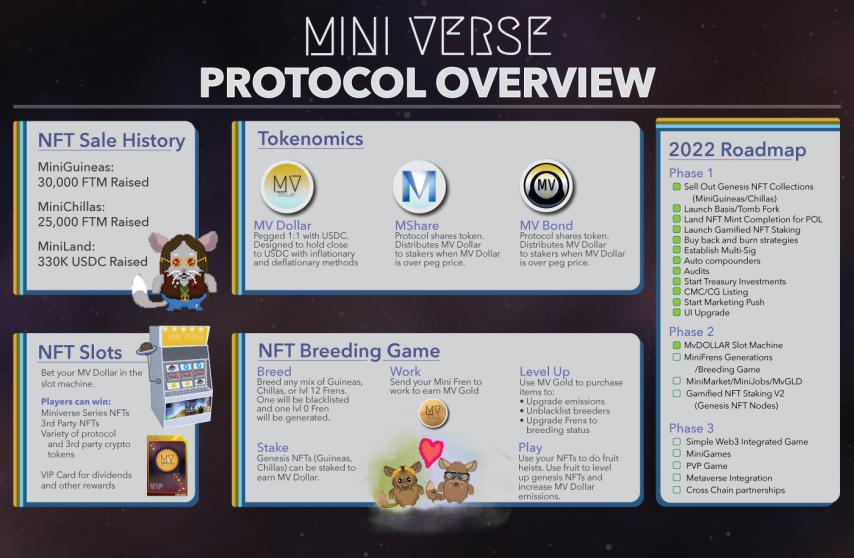 MINI VERSE
PROTOCOL OVERVIEW
NFT Sale History
MiniGuineas:
30,000 FTM Raised
MiniChillas:
25,000 FTM Raised
MiniLand:
330K USDC Raised
Tokenomics
MV
DOLLAR
M
MV
MV Dollar
Pegged 1:1 with USDC.
Designed to hold close
to USDC with inflationary
and deflationary methods
MShare
Protocol shares token.
Distributes MV Dollar
to stakers when MV Dollar
is over peg price.
MV Bond
Protocol shares token.
Distributes MV Dollar
to stakers when MV Dollar
is over peg price.
2022 Roadmap
Phase 1
Sell Out Genesis NFT Collections
(MiniGuineas/Chillas)
Launch Basis/Tomb Fork
Land NFT Mint Completion for POL
Launch Gamified NFT Staking
Buy back and burn strategies
Establish Multi-Sig
Auto compounders
Audits
Start Treasury Investments
CMC/CG Listing
Start Marketing Push
UI Upgrade
Phase 2
MvDOLLAR Slot Machine
MiniFrens Generations
/Breeding Game
MiniMarket/MiniJobs/MvGLD
Gamified NFT Staking V2
(Genesis NFT Nodes)
Phase 3
Simple Web3 Integrated Game
MiniGames
PVP Game
Metaverse Integration
Cross Chain partnerships
NFT Slots
MINI VERSE
Bet your MV Dollar in the
slot machine.
Players can win:
Miniverse Series NFTs
3rd Party NFTs
Variety of protocol
and 3rd party crypto
tokens
VIP Card for dividends
and other rewards
MV
VIP
NFT Breeding Game
Breed
Breed any mix of Guineas,
Chillas, or lvl 12 Frens.
One will be blacklisted
and one lvl 0 Fren
will be generated.
Work
Send your Mini Fren to
work to earn MV Gold
MV
Level Up
Use MV Gold to purchase
items to:
• Upgrade emissions
• Unblacklist breeders
• Upgrade Frens to
breeding status
Stake
Genesis NFTs (Guineas,
Chillas) can be staked to
earn MV Dollar.
Play
Use your NFTs to do fruit
heists. Use fruit to level
up genesis NFTs and
increase MV Dollar
emissions.